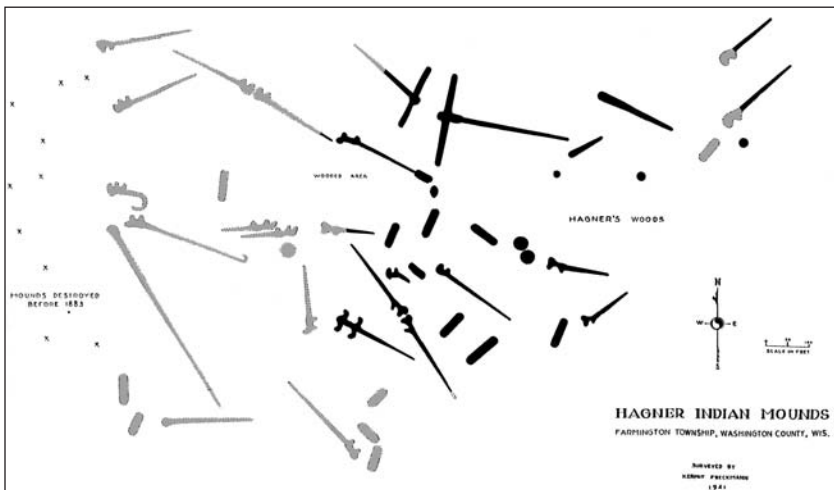 x x x
x
x
WOODED AREA
x x
HAGNER'S WOODS
x
x
MOUNDS DESTROYED
BEFORE 1883
N
W E
S
SCALE IN FEET
x x x
HAGNER INDIAN MOUNDS
FARMINGTON TOWNSHIP, WASHINGTON COUNTY, WIS.
SURVEYED BY
1941